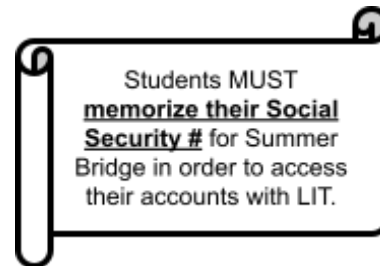 Students MUST
memorize their Social
Security # for Summer
Bridge in order to access
their accounts with LIT.